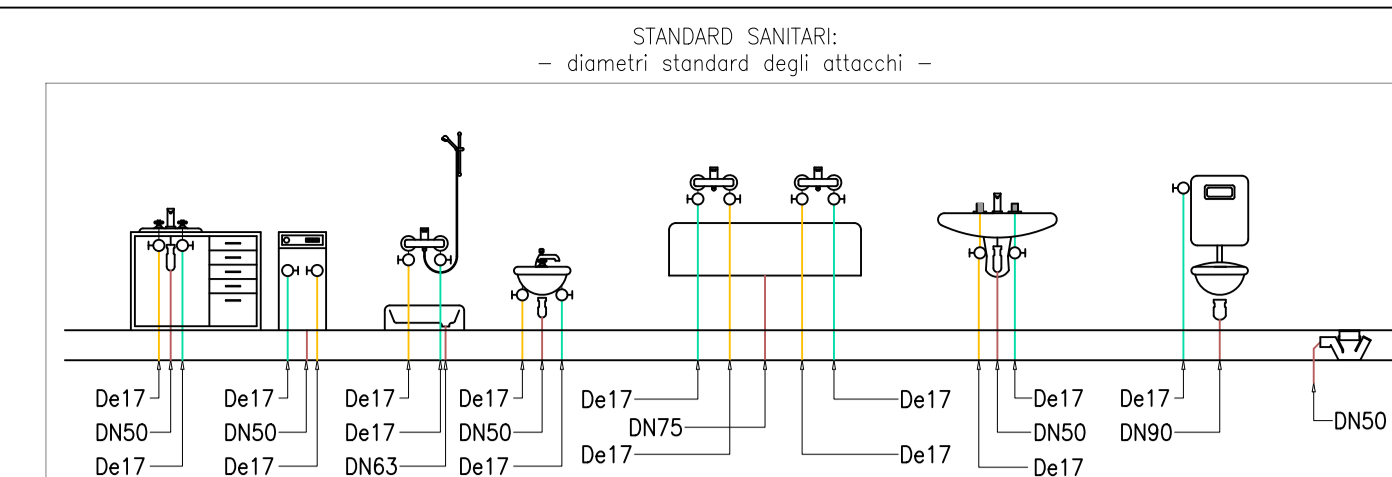 STANDARD SANITARI:
- diametri standard degli attacchi -
De17
De17
De17
De17
De17
De17
De17
De17
DN50
DN50
De17
DN50
DN75
DN50
DN90
DN50
De17
De17
DN63
De17
De17
De17
De17